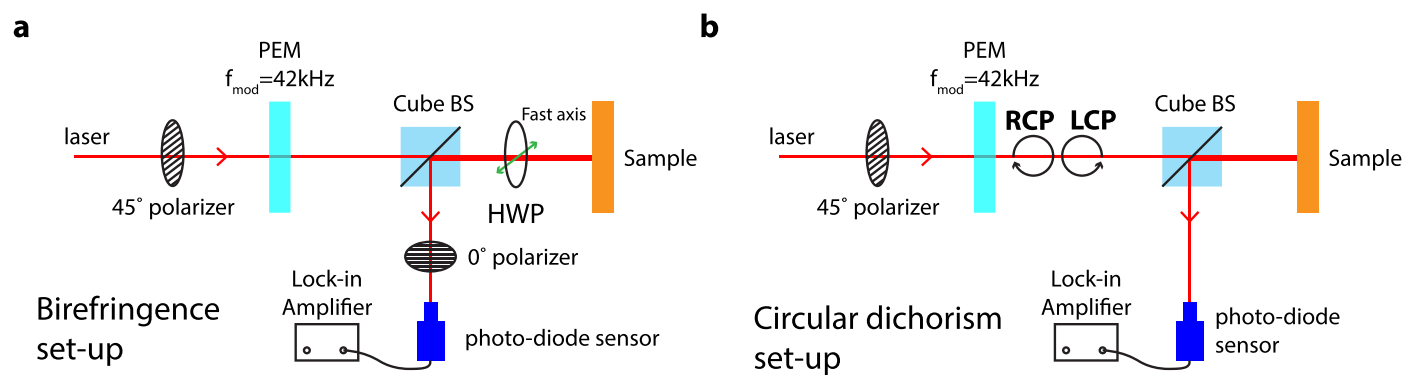 a
PEM
fmod=42kHz
Cube BS
Fast axis
laser
Sample
45° polarizer
HWP
0° polarizer
Lock-in
Amplifier
Birefringence
set-up
photo-diode sensor
b
PEM
fmod=42kHz
RCP LCP
Cube BS
laser
Sample
45° polarizer
Lock-in
Amplifier
Circular dichorism
set-up
photo-diode
sensor